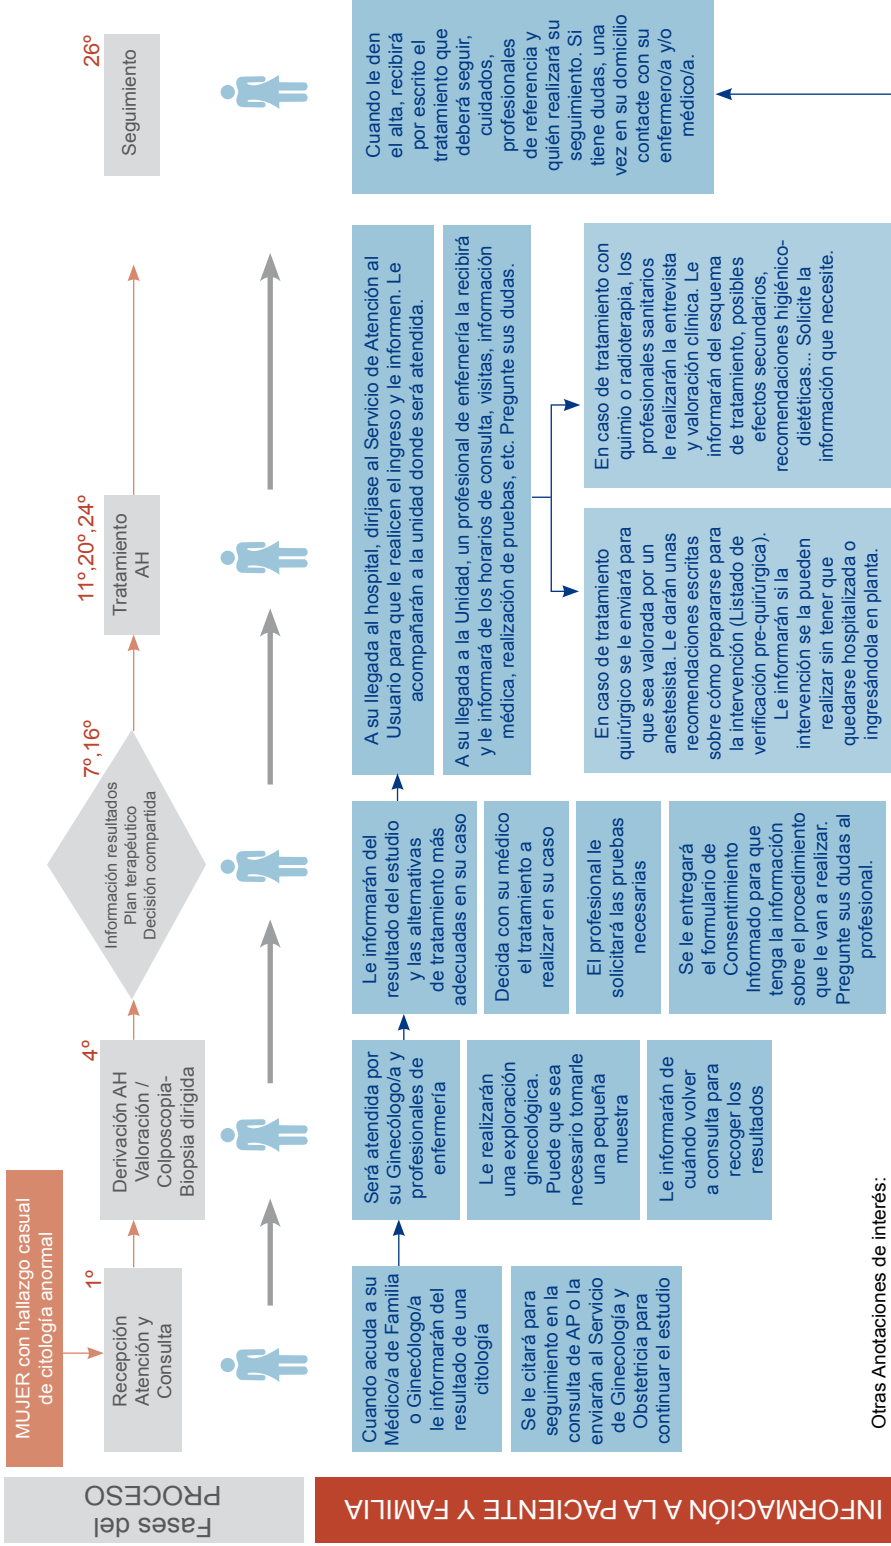 Fases del
PROCESO
MUJER con hallazgo casual
de citología anormal
1º
Recepción
Atención y
Consulta
4º
Derivación AH
Valoración /
Colposcopia-
Biopsia dirigida
7º,16º
Información resultados
Plan terapéutico
Decisión compartida
11º,20º,24º
Tratamiento
AH
26º
Seguimiento
INFORMACIÓN A LA PACIENTE Y FAMILIA
Cuando acuda a su
Médico/a de Familia
o Ginecólogo/a
le informarán del
resultado de una
citología
Se le citará para
seguimiento en la
consulta de AP o la
enviarán al Servicio
de Ginecología y
Obstetricia para
continuar el estudio
Será atendida por
su Ginecólogo/a y
profesionales de
enfermería
Le realizarán
una exploración
ginecológica.
Puede que sea
necesario tomarle
una pequeña
muestra
Le informarán de
cuándo volver
a consulta para
recoger los
resultados
Le informarán del
resultado del estudio
y las alternativas
de tratamiento más
adecuadas en su caso
Decida con su médico
el tratamiento a
realizar en su caso
El profesional le
solicitará las pruebas
necesarias
Se le entregará
el formulario de
Consentimiento
Informado para que
tenga la información
sobre el procedimiento
que le van a realizar.
Pregunte sus dudas al
profesional.
A su llegada al hospital, diríjase al Servicio de Atención al
Usuario para que le realicen el ingreso y le informen. Le
acompañarán a la unidad donde será atendida.
A su llegada a la Unidad, un profesional de enfermería la recibirá
y le informará de los horarios de consulta, visitas, información
médica, realización de pruebas, etc. Pregunte sus dudas.
En caso de tratamiento
quirúrgico se le enviará para
que sea valorada por un
anestesista. Le darán unas
recomendaciones escritas
sobre cómo prepararse para
la intervención (Listado de
verificación pre-quirúrgica).
Le informarán si la
intervención se la pueden
realizar sin tener que
quedarse hospitalizada o
ingresándola en planta.
En caso de tratamiento con
quimio o radioterapia, los
profesionales sanitarios
le realizarán la entrevista
y valoración clínica. Le
informarán del esquema
de tratamiento, posibles
efectos secundarios,
recomendaciones higiénico-
dietéticas... Solicite la
información que necesite.
Cuando le den
el alta, recibirá
por escrito el
tratamiento que
deberá seguir,
cuidados,
profesionales
de referencia y
quién realizará su
seguimiento. Si
tiene dudas, una
vez en su domicilio
contacte con su
enfermero/a y/o
médico/a.
Otras Anotaciones de interés: